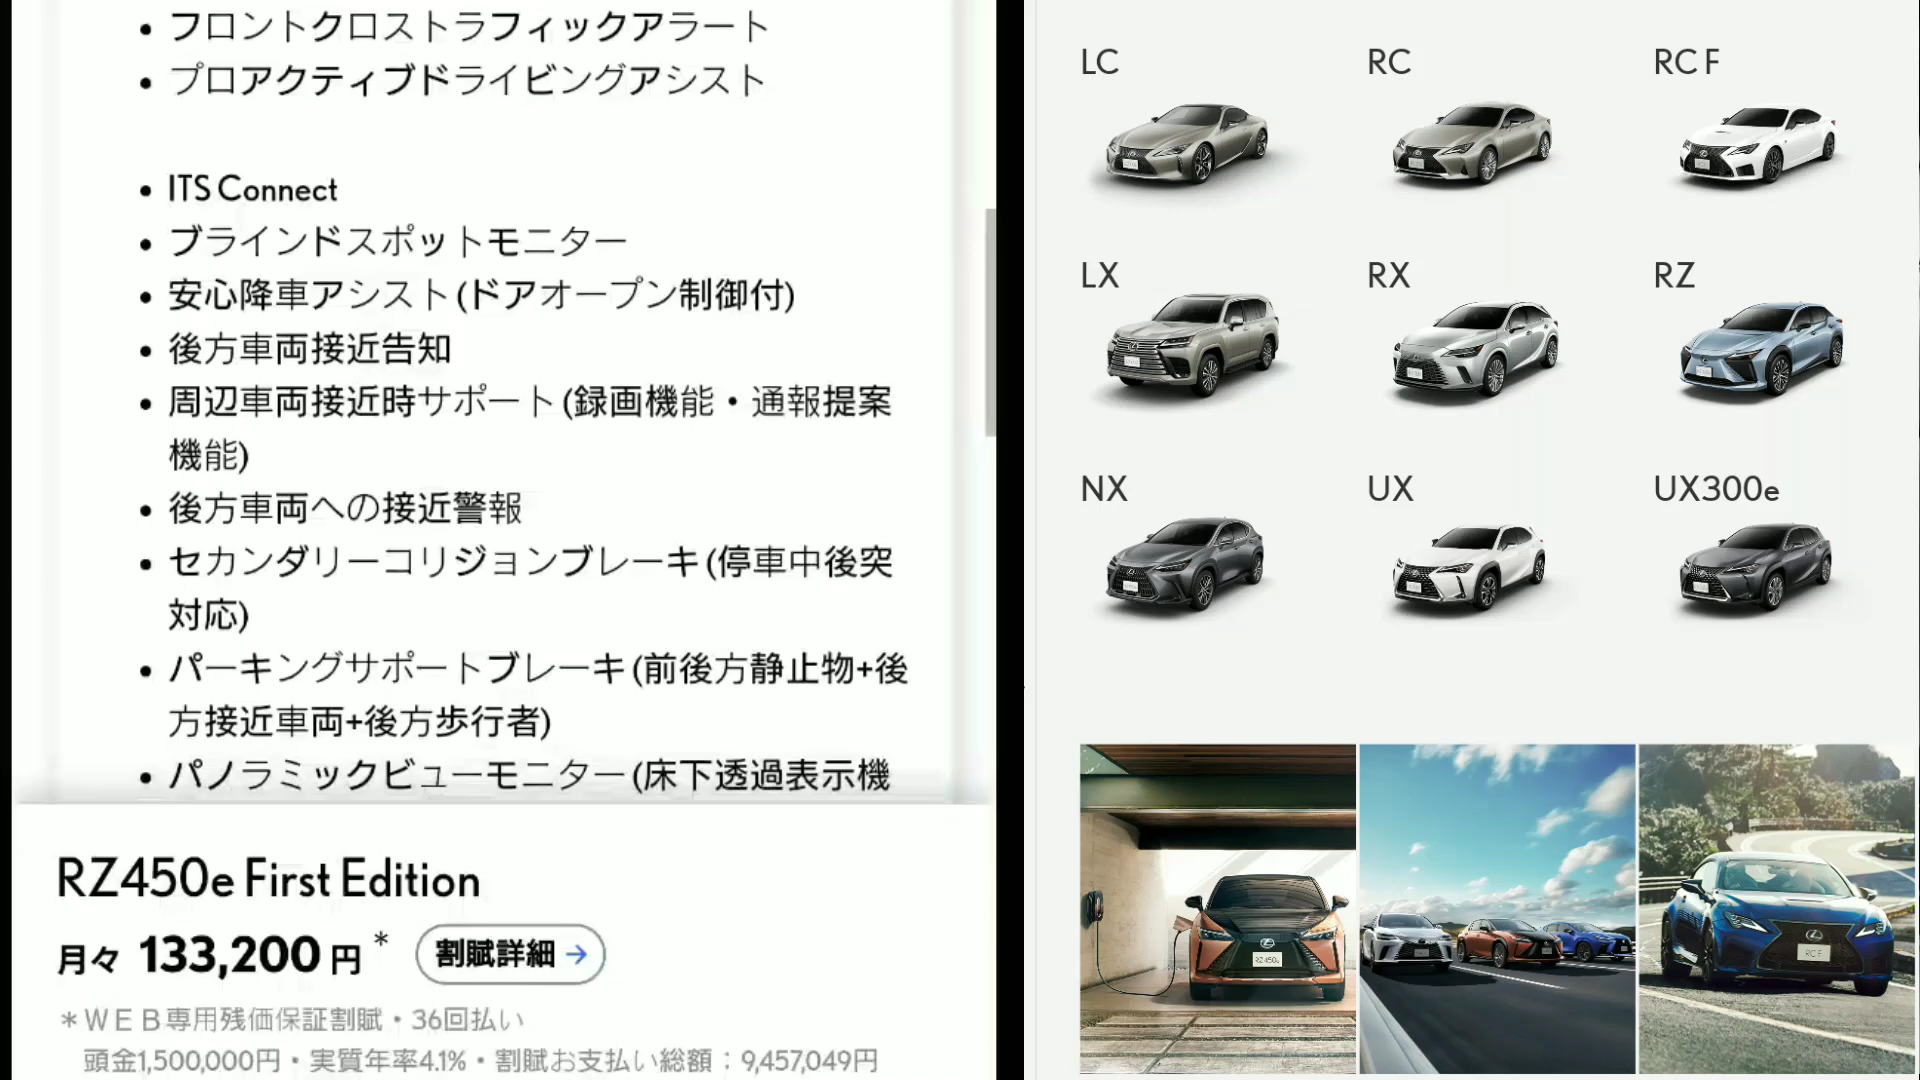 フロントクロストラフィックアラート
プロアクティブドライビングアシスト
ITS Connect
ブラインドスポットモニター
安心降車アシスト(ドアオープン制御付)
後方車両接近告知
周辺車両接近時サポート(録画機能・通報提案
機能)
後方車両への接近警報
セカンダリーコリジョンブレーキ(停車中後突
対応)
パーキングサポートブレーキ(前後方静止物+後
方接近車両+後方歩行者)
パノラミックビューモニター(床下透過表示機
RZ450e First Edition
月々 133,200 円 *
割賦詳細 →
＊ＷＥＢ専用残価保証割賦・36回払い
頭金1,500,000円・実質年率4.1%・割賦お支払い総額：9,457,049円
LC
RC
RC F
LX
RX
RZ
NX
UX
UX300e
RZ450e
RC F